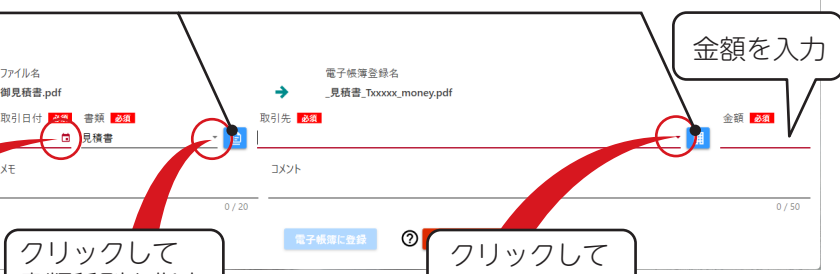 金額を入力
ファイル名
電子帳簿登録名
御見積書.pdf
_見積書_Txxxxx_money.pdf
取引日付 必須 書類 必須
取引先 必須
金額 必須
見積書
メモ
コメント
0 / 20
0 / 50
電子帳簿に登録
クリックして
クリックして